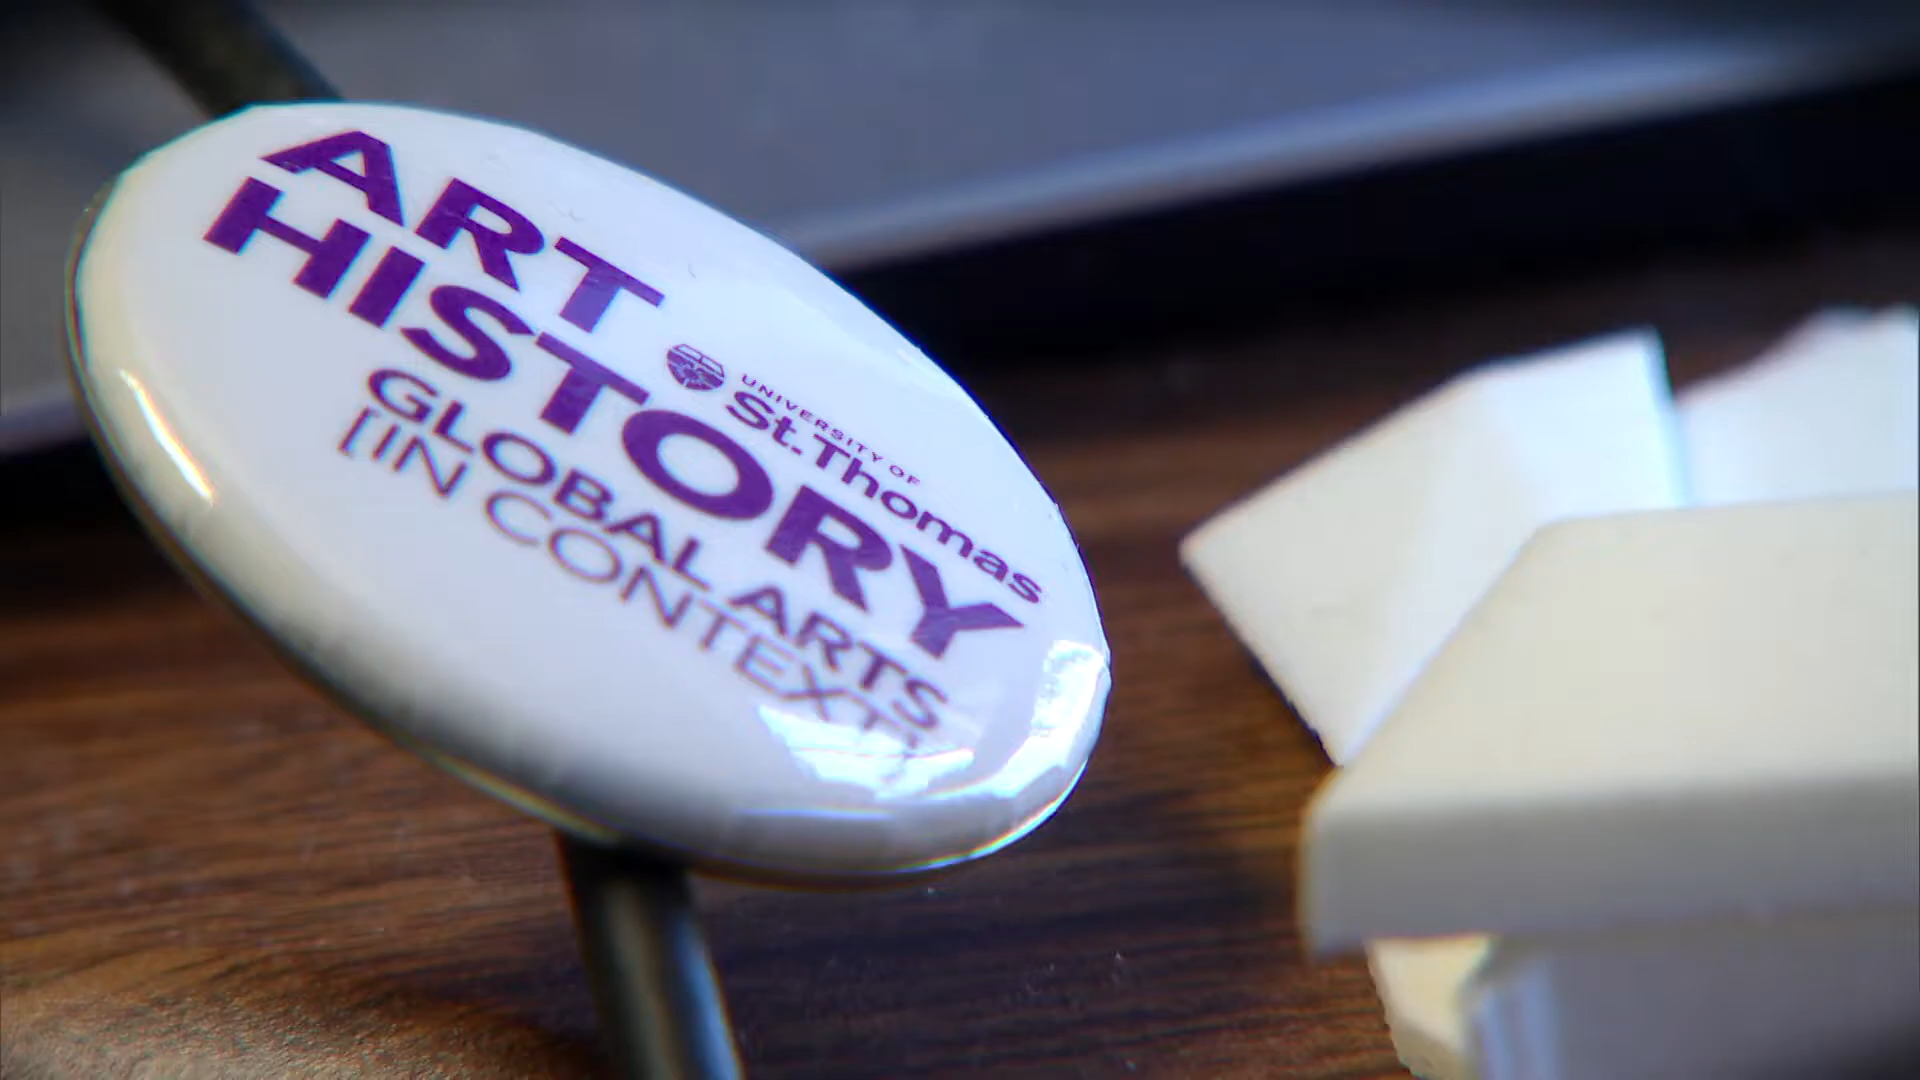 ART
HISTORY
UNIVERSITY OF
St. Thomas
GLOBAL ARTS
[IN CONTEXT]